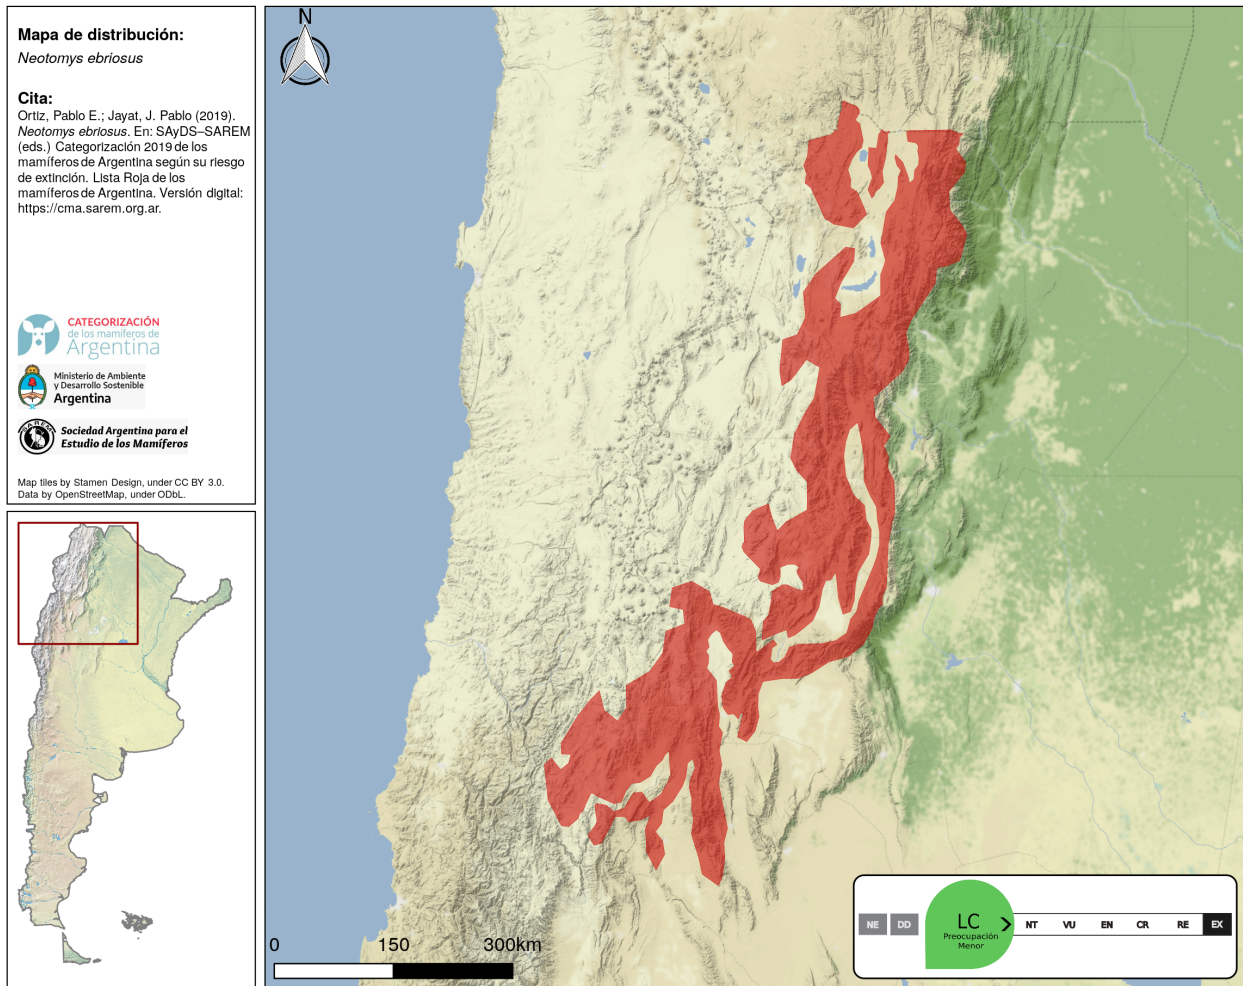 Mapa de distribución:
Neotomys ebriosus
Cita:
Ortiz, Pablo E.; Jayat, J. Pablo (2019).
Neotomys ebriosus. En: SAyDS–SAREM
(eds.) Categorización 2019 de los
mamíferos de Argentina según su riesgo
de extinción. Lista Roja de los
mamíferos de Argentina. Versión digital:
https://cma.sarem.org.ar.
CATEGORIZACIÓN
de los mamíferos de
Argentina
Ministerio de Ambiente
y Desarrollo Sostenible
Argentina
SAREM
Sociedad Argentina para el
Estudio de los Mamíferos
Map tiles by Stamen Design, under CC BY 3.0.
Data by OpenStreetMap, under ODbL.
N
0 150 300km
NE DD LC NT VU EN CR RE EX
Preocupación
Menor